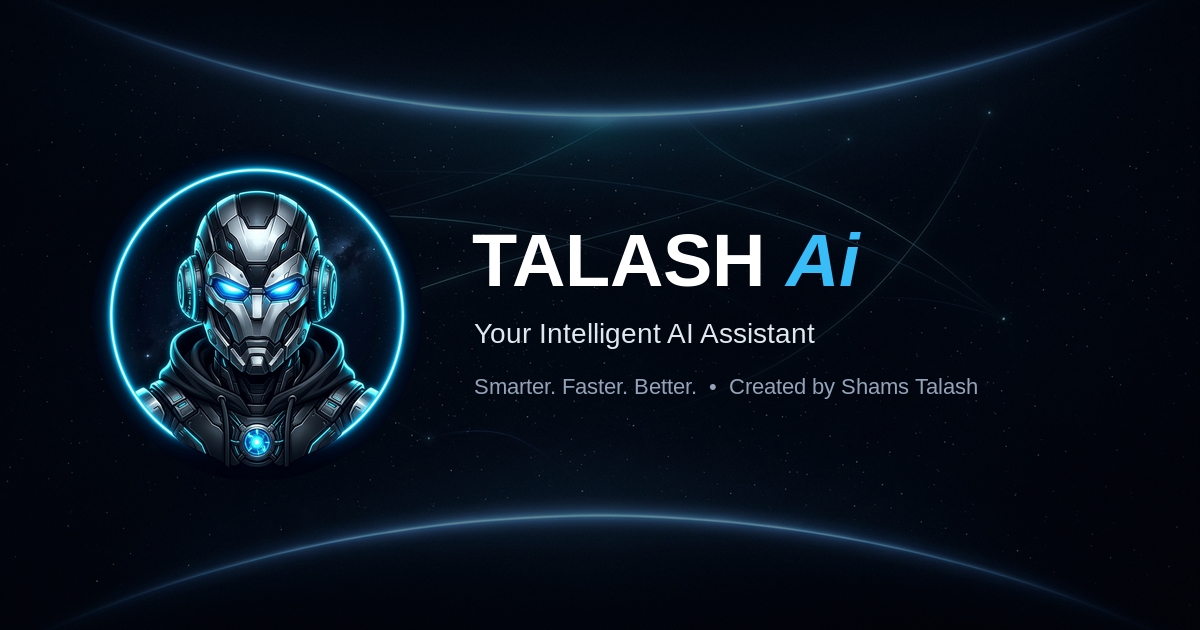 TALASH Ai
Your Intelligent AI Assistant
Smarter. Faster. Better. • Created by Shams Talash